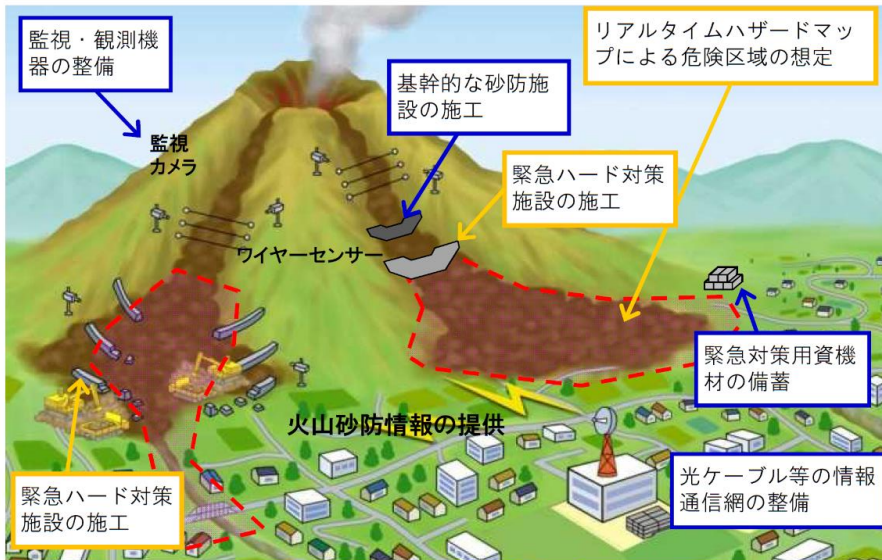 監視・観測機
器の整備
リアルタイムハザードマッ
プによる危険区域の想定
基幹的な砂防施
設の施工
監視
カメラ
緊急ハード対策
施設の施工
ワイヤーセンサー
緊急対策用資機
材の備蓄
火山砂防情報の提供
緊急ハード対策
施設の施工
光ケーブル等の情報
通信網の整備